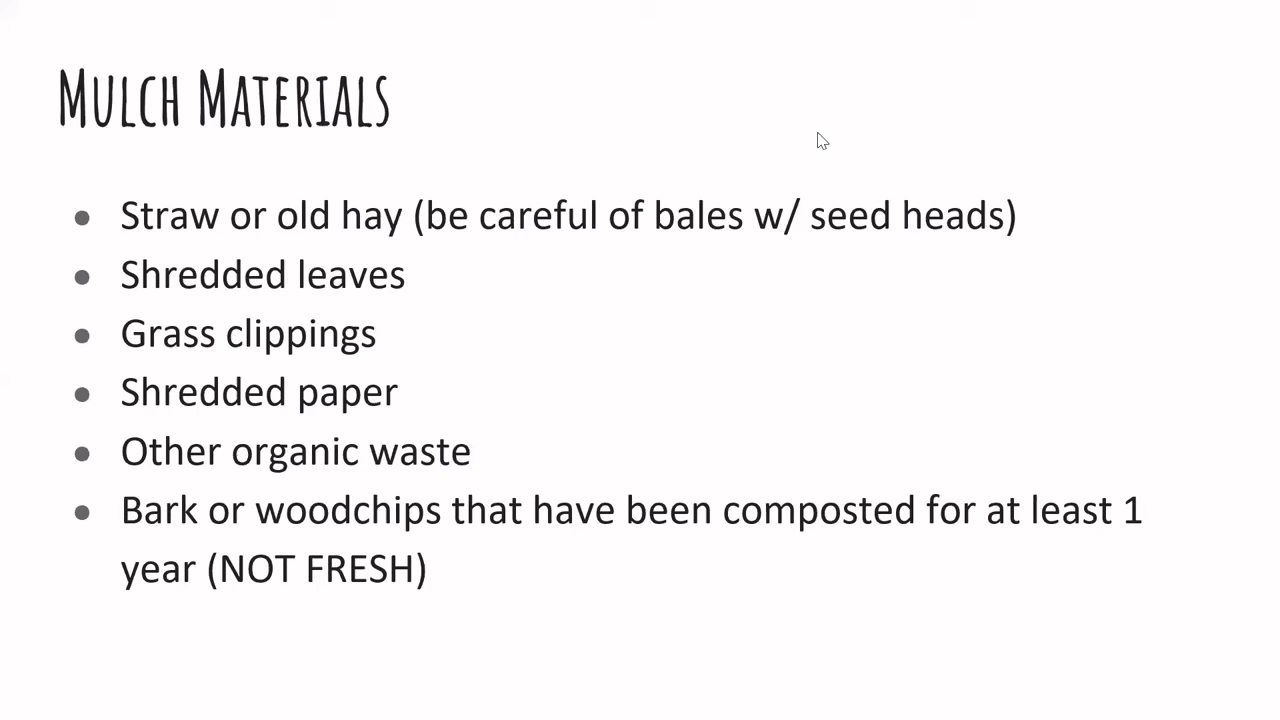 Mulch Materials
● Straw or old hay (be careful of bales w/ seed heads)
● Shredded leaves
● Grass clippings
● Shredded paper
● Other organic waste
● Bark or woodchips that have been composted for at least 1
year (NOT FRESH)